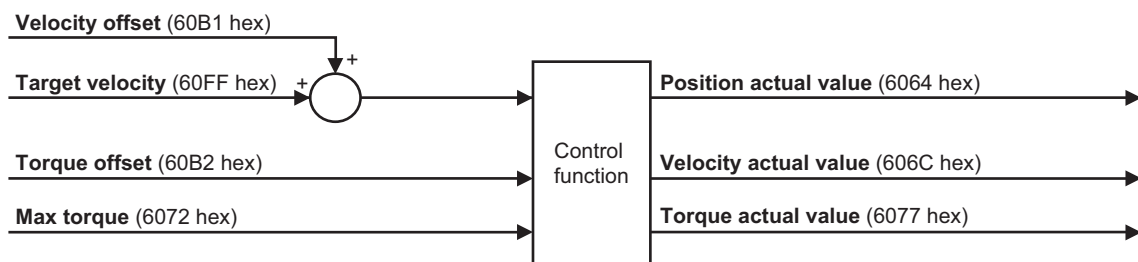 Velocity offset (60B1 hex)
+
Target velocity (60FF hex)
+
Position actual value (6064 hex)
Control
function
Torque offset (60B2 hex)
Velocity actual value (606C hex)
Max torque (6072 hex)
Torque actual value (6077 hex)